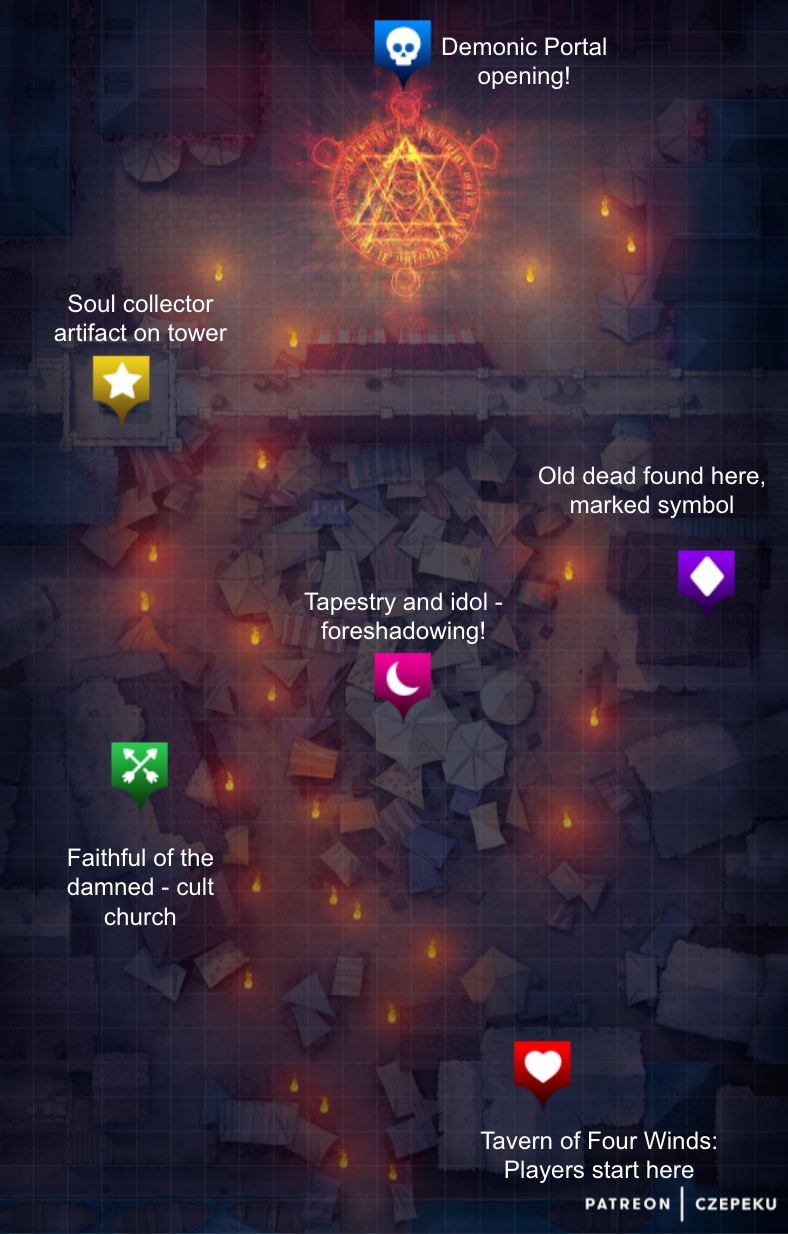 Demonic Portal
opening!
Soul collector
artifact on tower
Old dead found here,
marked symbol
Tapestry and idol -
foreshadowing!
Faithful of the
damned - cult
church
Tavern of Four Winds:
Players start here
PATREON | CZEPEKU